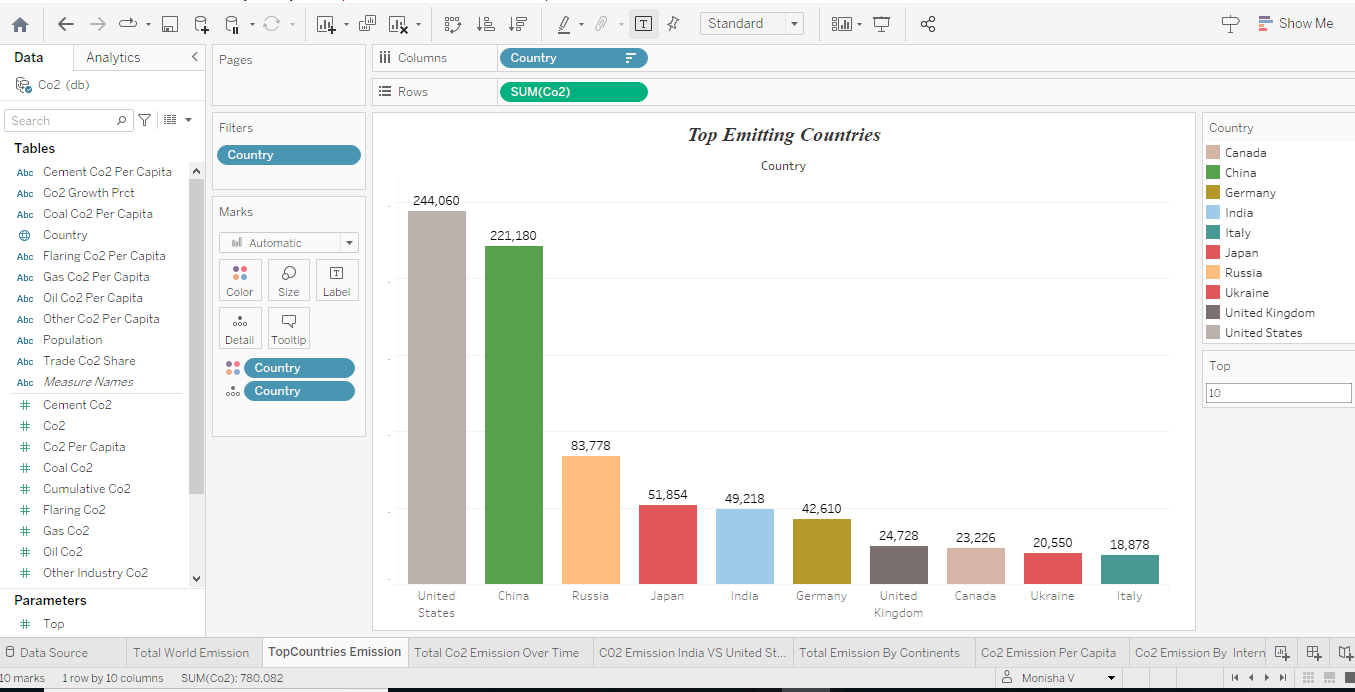 Standard
Show Me
Data
Analytics
Co2 (db)
Search
Tables
Abc Cement Co2 Per Capita
Abc Co2 Growth Prct
Abc Coal Co2 Per Capita
Country
Abc Flaring Co2 Per Capita
Abc Gas Co2 Per Capita
Abc Oil Co2 Per Capita
Abc Other Co2 Per Capita
Abc Population
Abc Trade Co2 Share
Abc Measure Names
# Cement Co2
# Co2
# Co2 Per Capita
# Coal Co2
# Cumulative Co2
# Flaring Co2
# Gas Co2
# Oil Co2
# Other Industry Co2
Parameters
# Top
Pages
Filters
Country
Marks
Automatic
Color Size Label
Detail Tooltip
Country
Country
Columns Country
Rows SUM(Co2)
Top Emitting Countries
Country
244,060
221,180
83,778
51,854
49,218
42,610
24,728
23,226
20,550
18,878
United States
China
Russia
Japan
India
Germany
United Kingdom
Canada
Ukraine
Italy
Country
Canada
China
Germany
India
Italy
Japan
Russia
Ukraine
United Kingdom
United States
Top
10
Data Source
Total World Emission
TopCountries Emission
Total Co2 Emission Over Time
C02 Emission India VS United St...
Total Emission By Continents
Co2 Emission Per Capita
Co2 Emission By Intern
10 marks 1 row by 10 columns SUM(Co2): 780,082
Monisha V